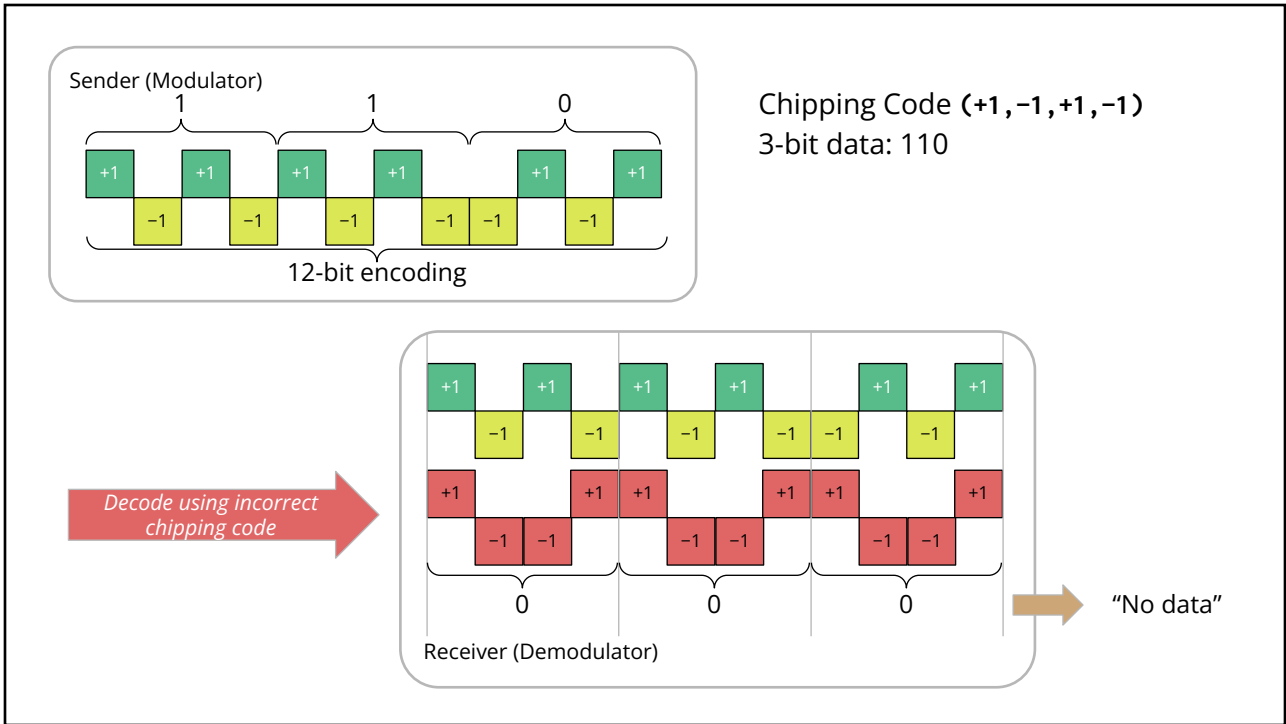 Sender (Modulator)
1 1 0
+1 +1 +1 +1 +1 +1
−1 −1 −1 −1 −1 −1
12-bit encoding
Chipping Code (+1,−1,+1,−1)
3-bit data: 110
+1 +1 +1 +1 +1 +1
−1 −1 −1 −1 −1 −1
+1 +1 +1 +1 +1 +1
−1 −1 −1 −1 −1 −1
0 0 0
Receiver (Demodulator)
Decode using incorrect
chipping code
“No data”